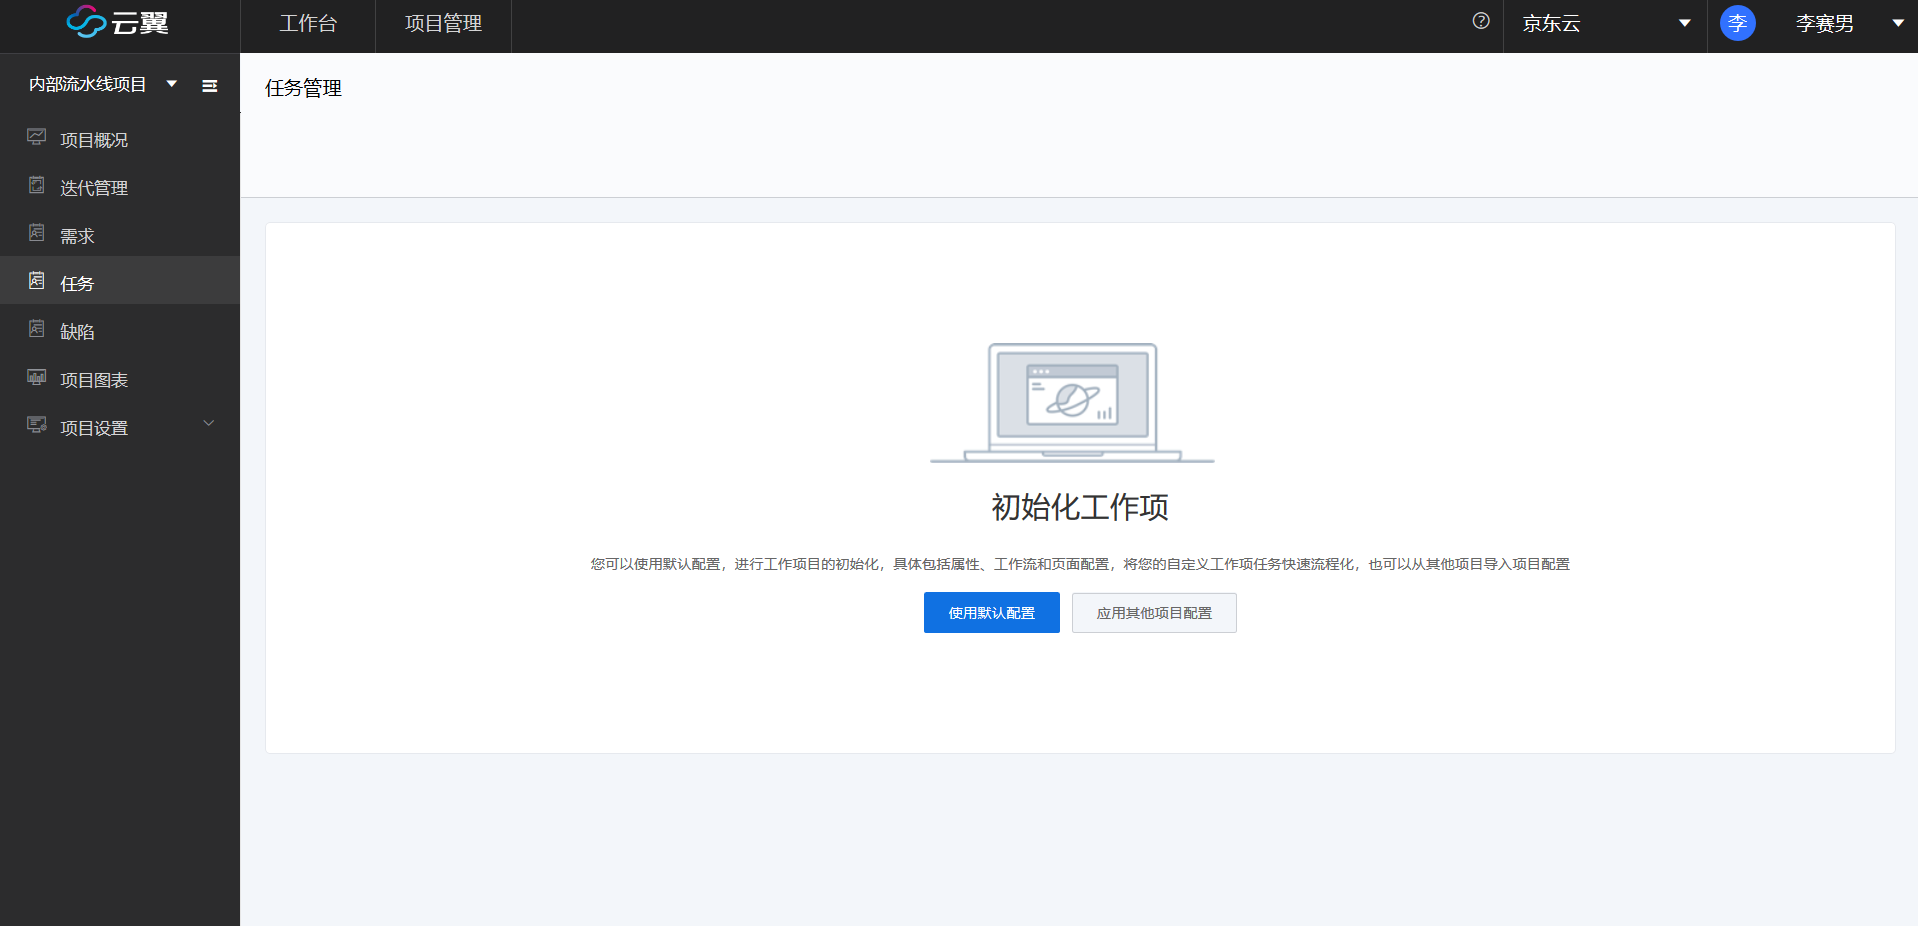 云翼
工作台
项目管理
京东云
李
李赛男
内部流水线项目
项目概况
迭代管理
需求
任务
缺陷
项目图表
项目设置
任务管理
初始化工作项
您可以使用默认配置，进行工作项目的初始化，具体包括属性、工作流和页面配置，将您的自定义工作项任务快速流程化，也可以从其他项目导入项目配置
使用默认配置
应用其他项目配置